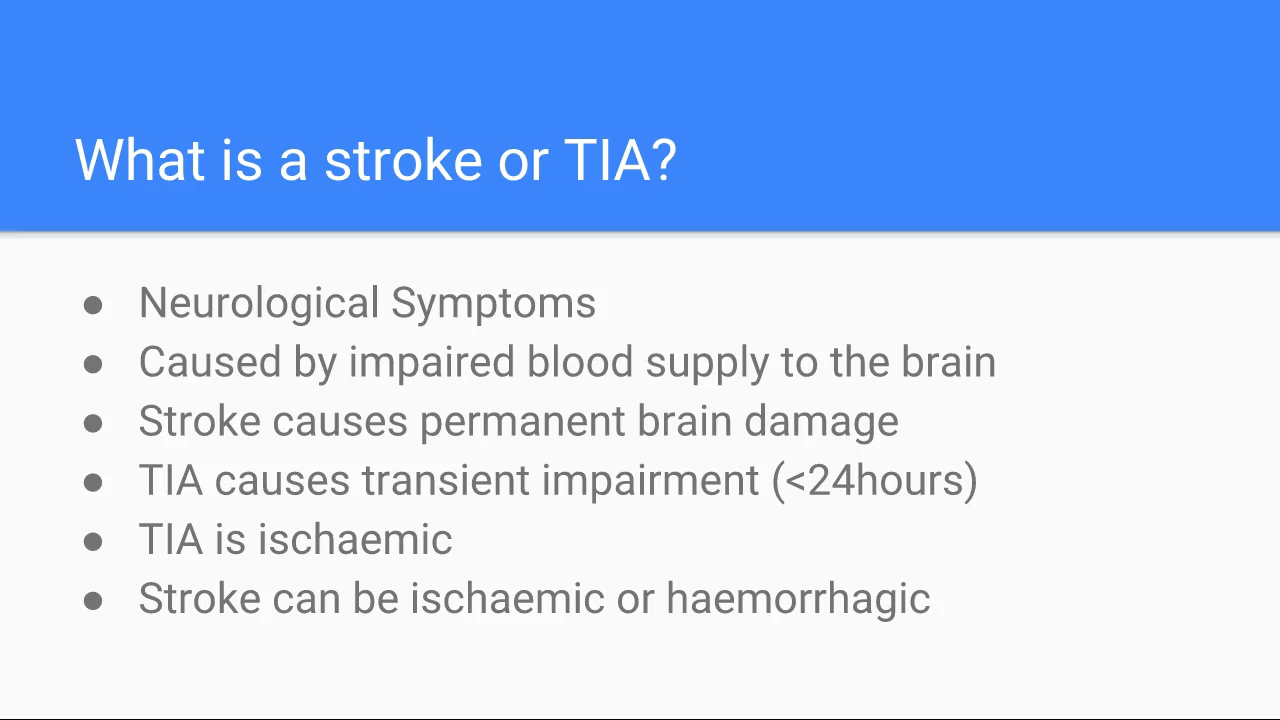 What is a stroke or TIA?
● Neurological Symptoms
● Caused by impaired blood supply to the brain
● Stroke causes permanent brain damage
● TIA causes transient impairment (<24hours)
● TIA is ischaemic
● Stroke can be ischaemic or haemorrhagic